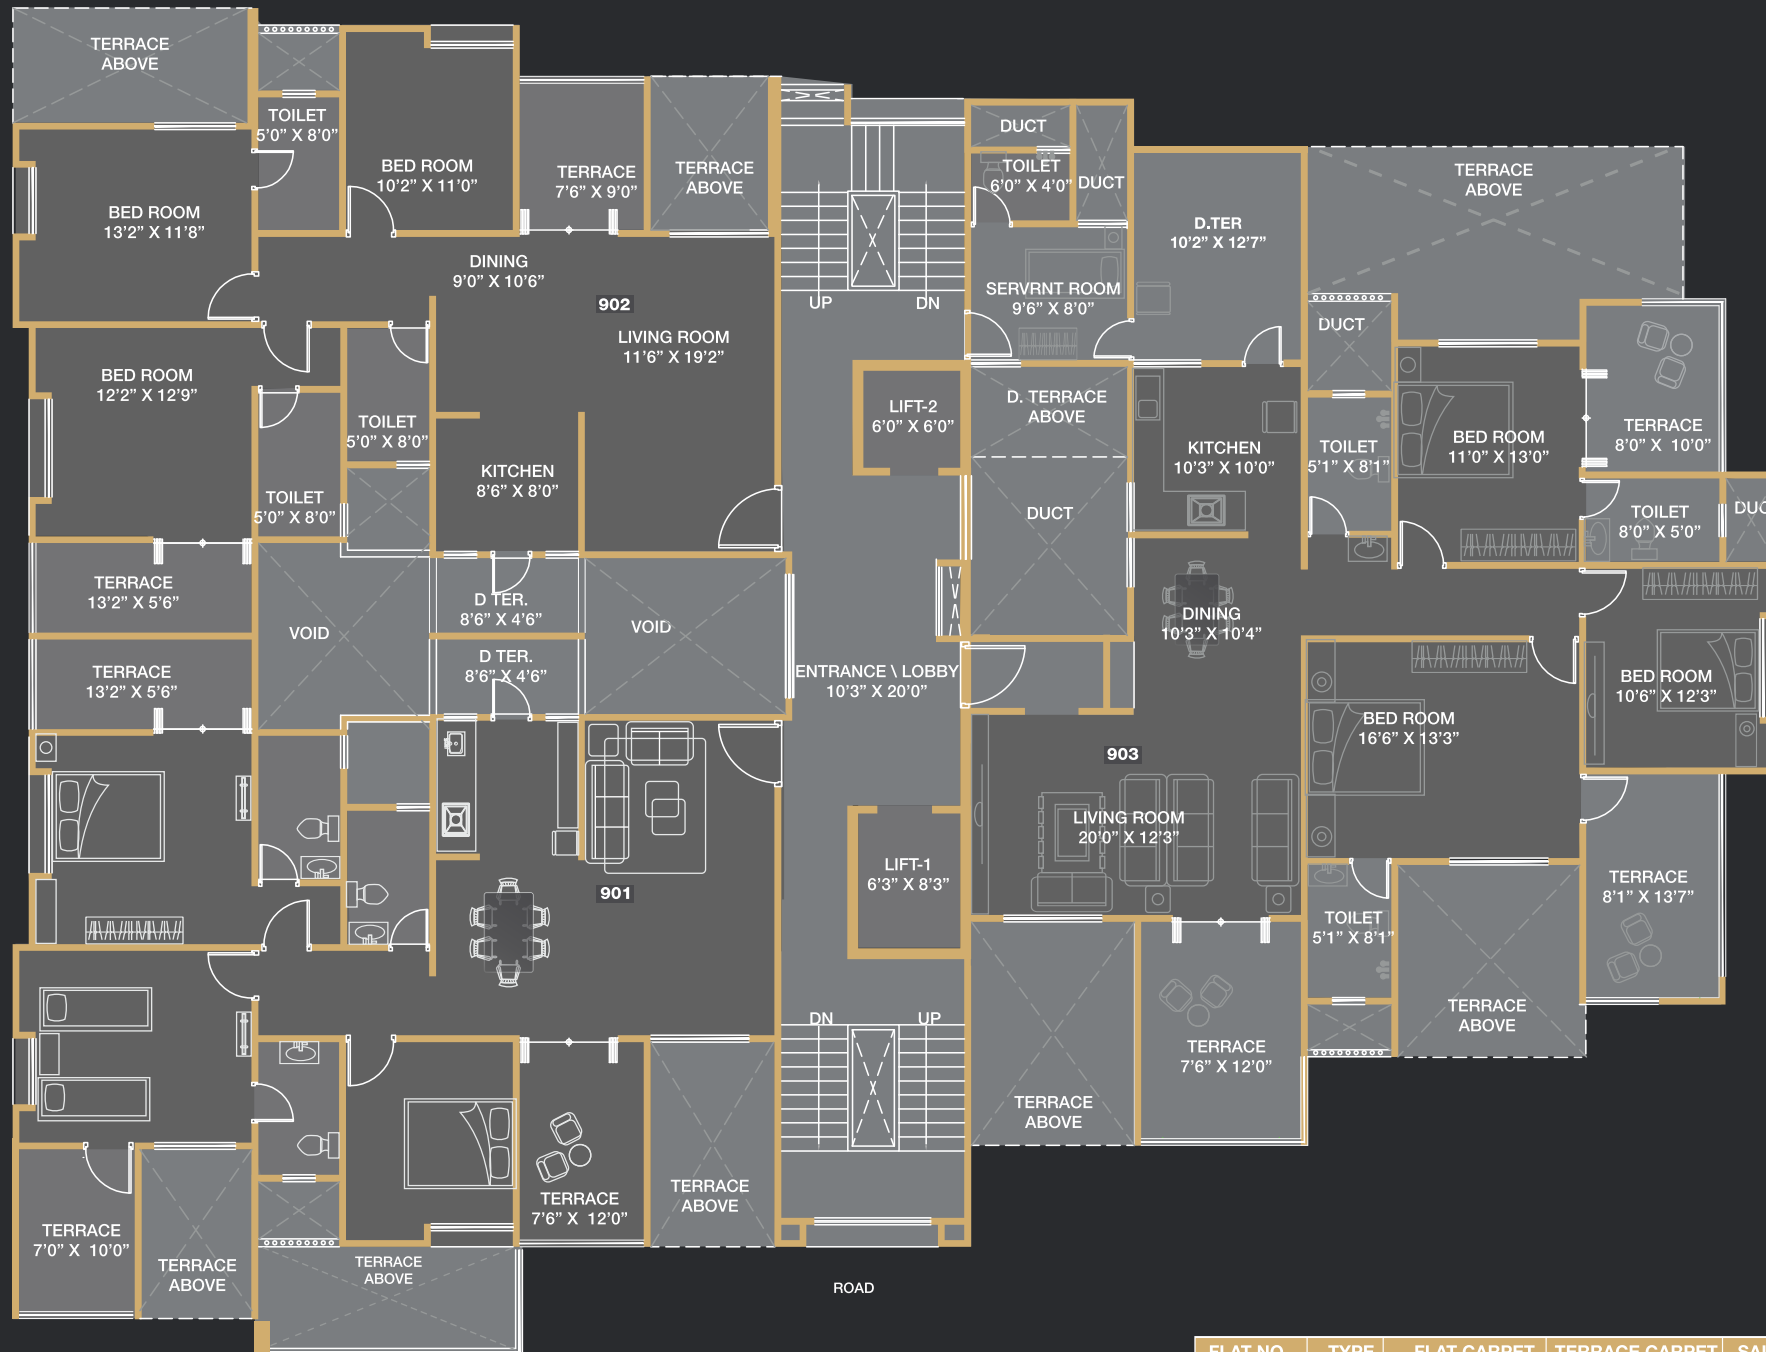 TERRACE
ABOVE
TOILET
5'0” X 8'0”
BED ROOM
10'2” X 11'0”
TERRACE
7'6” X 9'0”
TERRACE
ABOVE
BED ROOM
13'2” X 11'8”
DINING
9'0” X 10'6”
902
LIVING ROOM
11'6” X 19'2”
BED ROOM
12'2” X 12'9”
TOILET
5'0” X 8'0”
KITCHEN
8'6” X 8'0”
TOILET
5'0” X 8'0”
TERRACE
13'2” X 5'6”
D TER.
8'6” X 4'6”
VOID
VOID
TERRACE
13'2” X 5'6”
D TER.
8'6” X 4'6”
901
TERRACE
7'6” X 12'0”
TERRACE
ABOVE
TERRACE
7'0” X 10'0”
TERRACE
ABOVE
TERRACE
ABOVE
UP
DN
LIFT-2
6'0” X 6'0”
ENTRANCE \ LOBBY
10'3” X 20'0”
LIFT-1
6'3” X 8'3”
DN
UP
ROAD
DUCT
TOILET
6'0” X 4'0”
DUCT
D.TER
10'2” X 12'7”
TERRACE
ABOVE
SERVRNT ROOM
9'6” X 8'0”
DUCT
D. TERRACE
ABOVE
KITCHEN
10'3” X 10'0”
TOILET
5'1” X 8'1”
BED ROOM
11'0” X 13'0”
TERRACE
8'0” X 10'0”
DUCT
TOILET
8'0” X 5'0”
DUC
DINING
10'3” X 10'4”
BED ROOM
10'6” X 12'3”
BED ROOM
16'6” X 13'3”
903
LIVING ROOM
20'0” X 12'3”
TERRACE
8'1” X 13'7”
TOILET
5'1” X 8'1”
TERRACE
ABOVE
TERRACE
7'6” X 12'0”
TERRACE
ABOVE
FLAT NO. TYPE FLAT CARPET TERRACE CARPET SAL